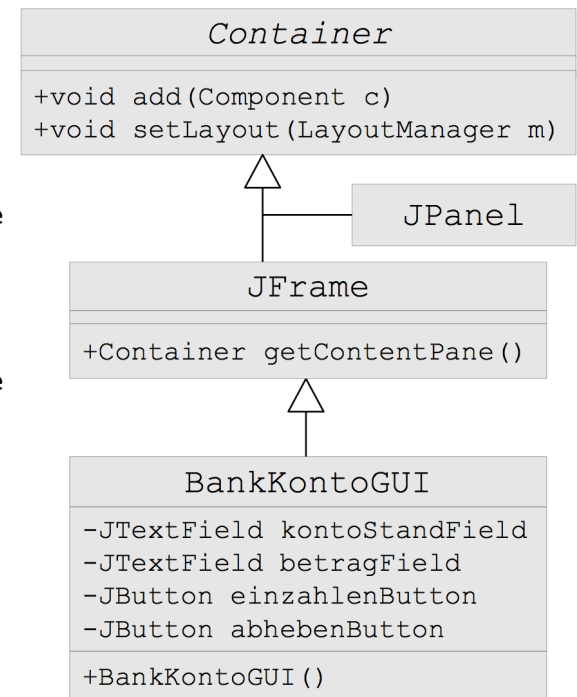 Container
+void add(Component c)
+void setLayout(LayoutManager m)
e
JPanel
JFrame
+Container getContentPane()
e
BankKontoGUI
-JTextField kontoStandField
-JTextField betragField
-JButton einzahlenButton
-JButton abhebenButton
+BankKontoGUI()